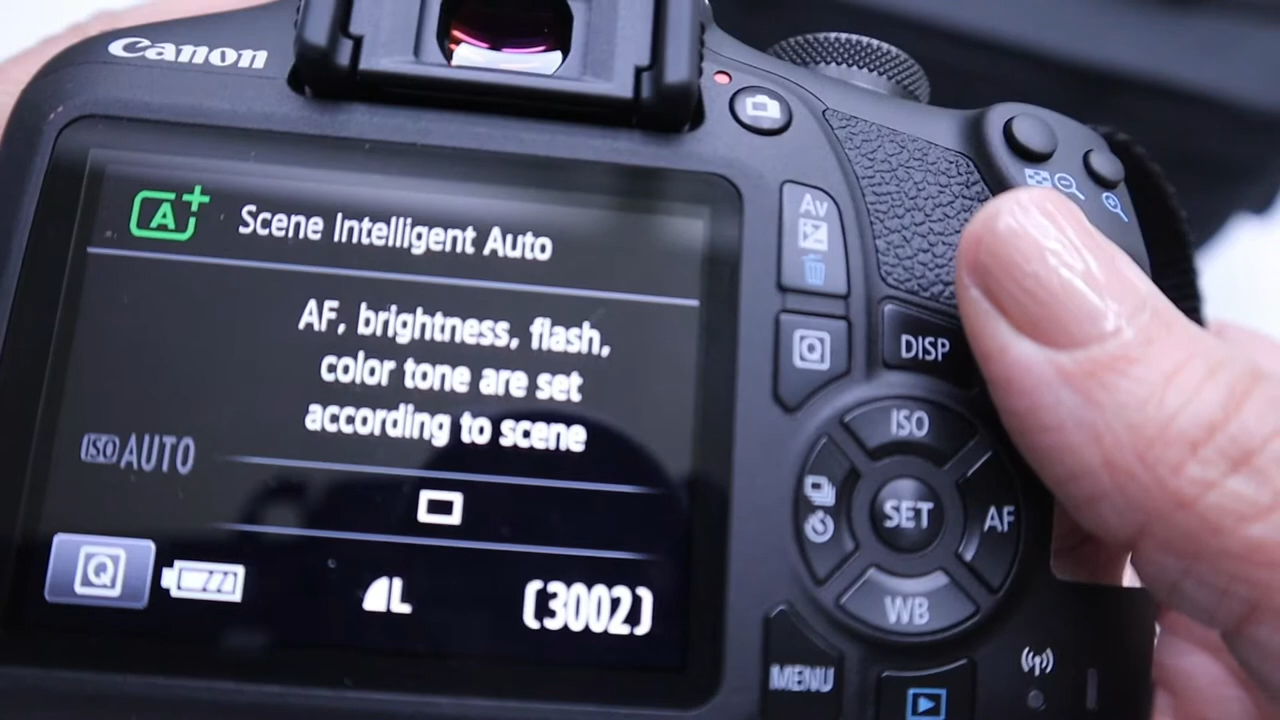 Canon
A+
Scene Intelligent Auto
AF, brightness, flash,
color tone are set
according to scene
ISO AUTO
Q
L
(3002)
Av
Q
DISP
ISO
SET
AF
WB
MENU